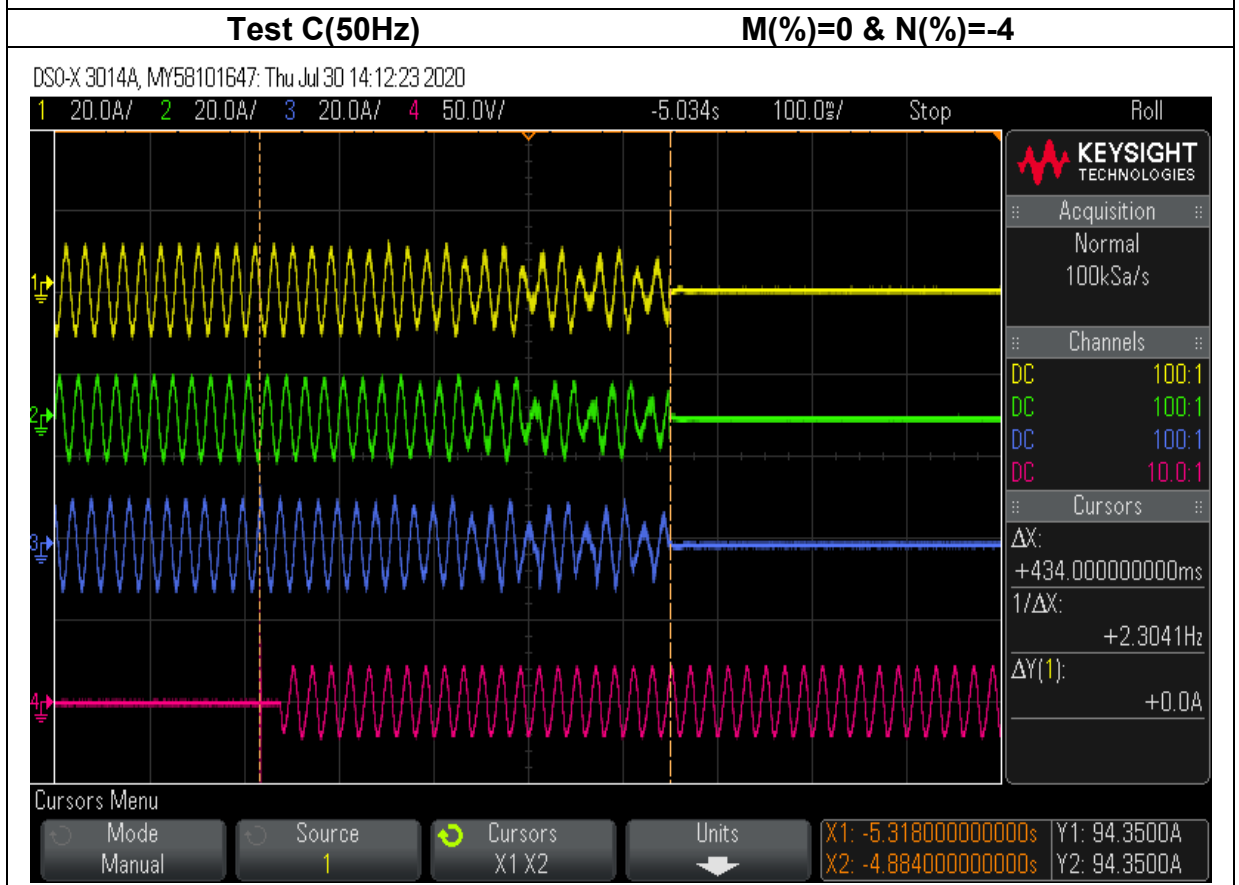 Test C(50Hz) M(%)=0 & N(%)=-4
DSO-X 3014A, MY58101647: Thu Jul 30 14:12:23 2020
1 20.0A/ 2 20.0A/ 3 20.0A/ 4 50.0V/ -5.034s 100.0ms/ Stop Roll
KEYSIGHT
TECHNOLOGIES
Acquisition
Normal
100kSa/s
Channels
DC 100:1
DC 100:1
DC 100:1
DC 10.0:1
Cursors
ΔX:
+434.000000000ms
1/ΔX:
+2.3041Hz
ΔY(1):
+0.0A
1
2
3
4
Cursors Menu
Mode
Manual
Source
1
Cursors
X1 X2
Units
X1: -5.318000000000s
X2: -4.884000000000s
Y1: 94.3500A
Y2: 94.3500A